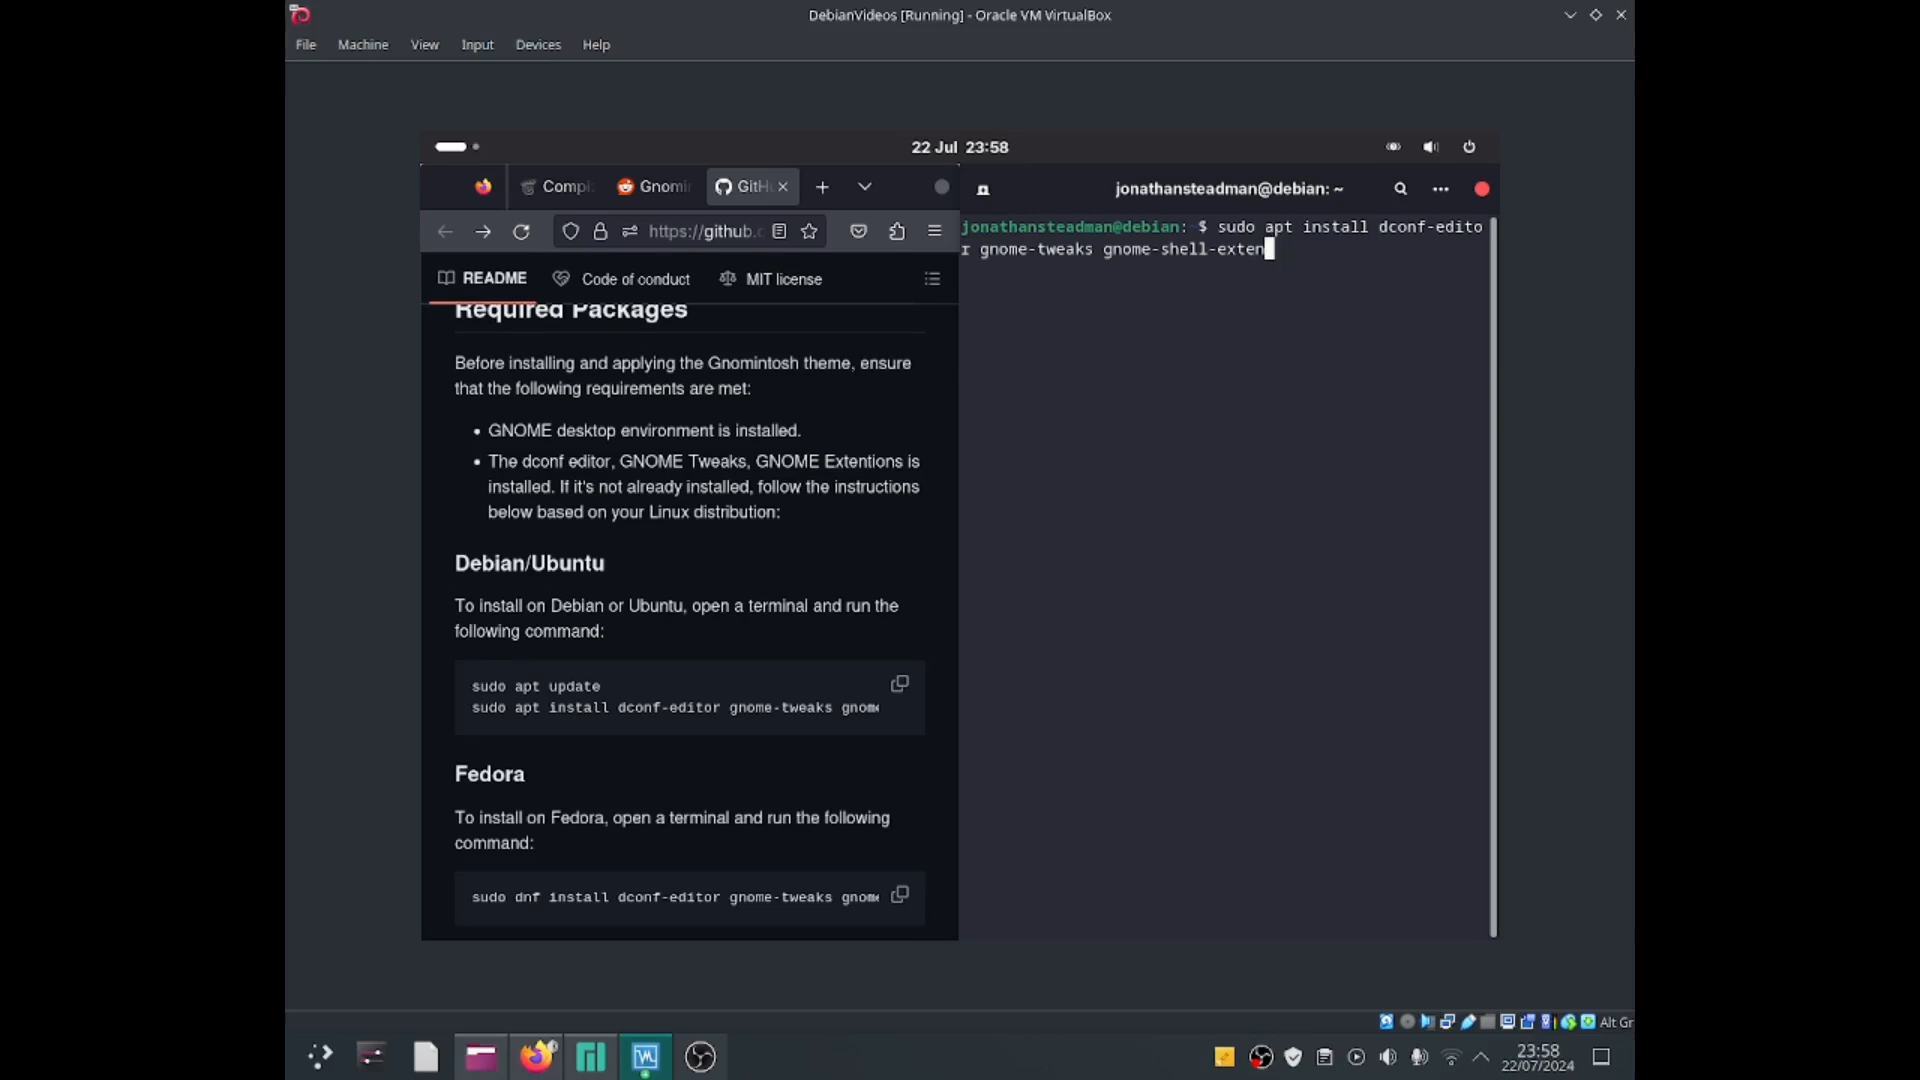 DebianVideos [Running] - Oracle VM VirtualBox
File Machine View Input Devices Help
22 Jul 23:58
Compi
Gnomin
GitH
jonathansteadman@debian: ~
https://github.c
README
Code of conduct
MIT license
jonathansteadman@debian: $ sudo apt install dconf-edito
r gnome-tweaks gnome-shell-exten
Required Packages
Before installing and applying the Gnomintosh theme, ensure
that the following requirements are met:
• GNOME desktop environment is installed.
• The dconf editor, GNOME Tweaks, GNOME Extentions is
installed. If it's not already installed, follow the instructions
below based on your Linux distribution:
Debian/Ubuntu
To install on Debian or Ubuntu, open a terminal and run the
following command:
sudo apt update
sudo apt install dconf-editor gnome-tweaks gnome
Fedora
To install on Fedora, open a terminal and run the following
command:
sudo dnf install dconf-editor gnome-tweaks gnome
Alt Gr
23:58
22/07/2024